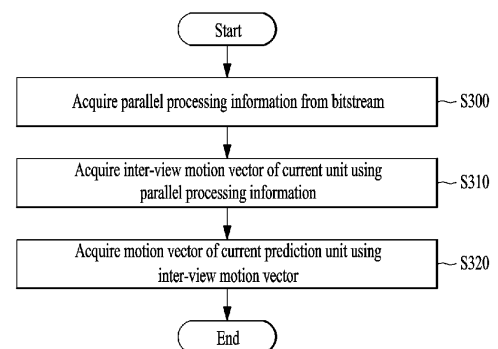 Start
Acquire parallel processing information from bitstream
S300
Acquire inter-view motion vector of current unit using
parallel processing information
S310
Acquire motion vector of current prediction unit using
inter-view motion vector
S320
End